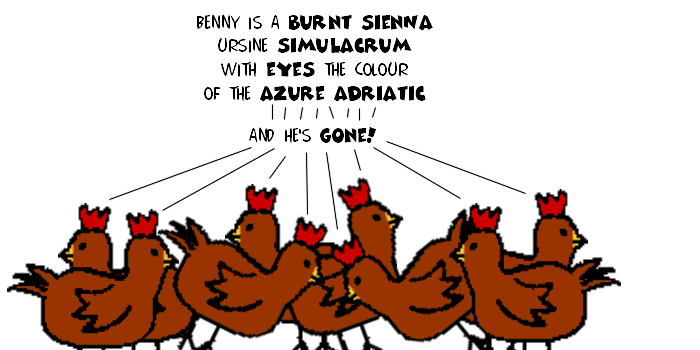 BENNY IS A BURNT SIENNA
URSINE SIMULACRUM
WITH EYES THE COLOUR
OF THE AZURE ADRIATIC
AND HE'S GONE!